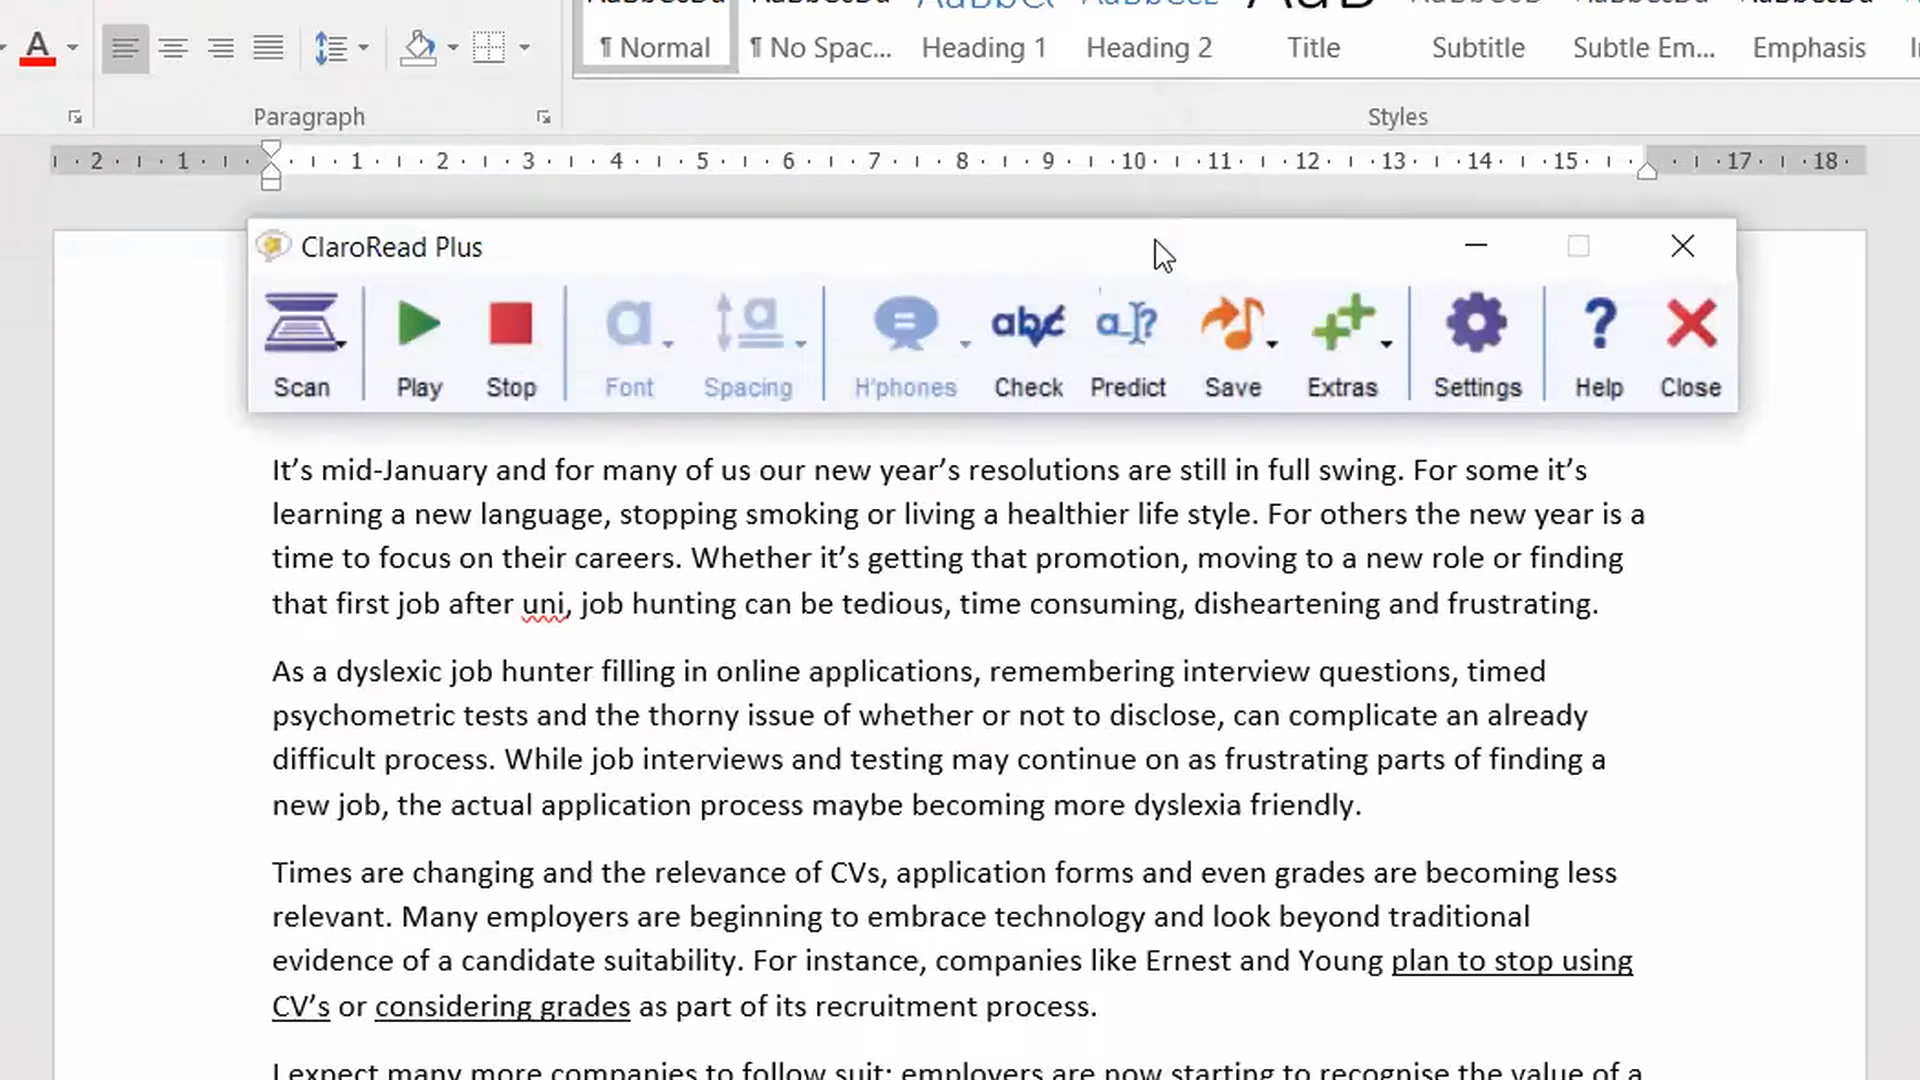 ¶ Normal ¶ No Spac... Heading 1 Heading 2 Title Subtitle Subtle Em... Emphasis
Paragraph Styles
2 1 1 2 3 4 5 6 7 8 9 10 11 12 13 14 15 17 18
ClaroRead Plus
Scan Play Stop Font Spacing H'phones Check Predict Save Extras Settings Help Close
It’s mid-January and for many of us our new year’s resolutions are still in full swing. For some it’s
learning a new language, stopping smoking or living a healthier life style. For others the new year is a
time to focus on their careers. Whether it’s getting that promotion, moving to a new role or finding
that first job after uni, job hunting can be tedious, time consuming, disheartening and frustrating.
As a dyslexic job hunter filling in online applications, remembering interview questions, timed
psychometric tests and the thorny issue of whether or not to disclose, can complicate an already
difficult process. While job interviews and testing may continue on as frustrating parts of finding a
new job, the actual application process maybe becoming more dyslexia friendly.
Times are changing and the relevance of CVs, application forms and even grades are becoming less
relevant. Many employers are beginning to embrace technology and look beyond traditional
evidence of a candidate suitability. For instance, companies like Ernest and Young plan to stop using
CV’s or considering grades as part of its recruitment process.
I expect many more companies to follow suit; employers are now starting to recognise the value of a